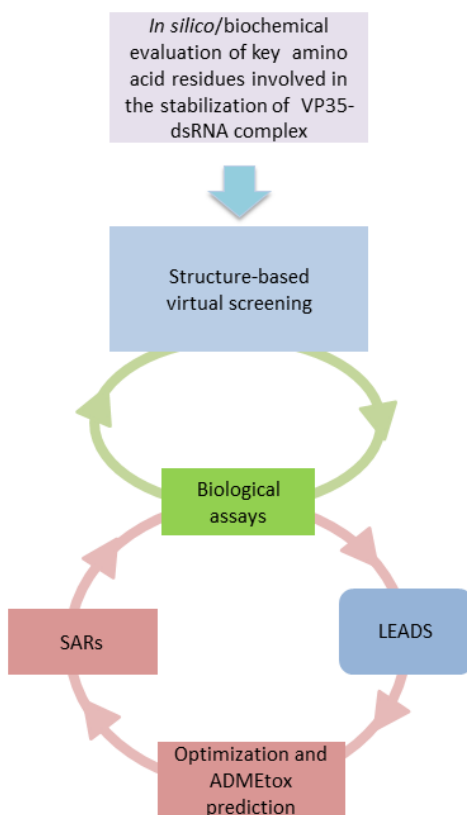 In silico/biochemical
evaluation of key amino
acid residues involved in
the stabilization of VP35-
dsRNA complex
Structure-based
virtual screening
Biological
assays
SARs
LEADS
Optimization and
ADMEtox
prediction